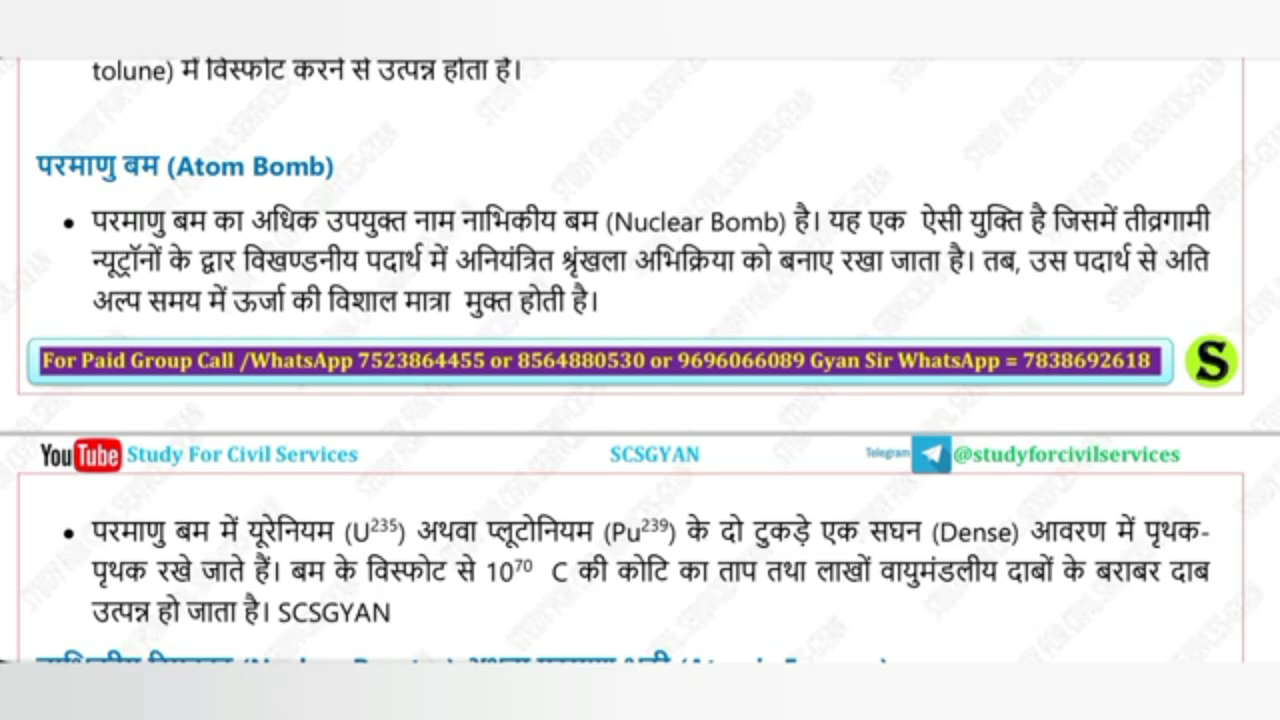 tolune) में विस्फोट करने से उत्पन्न होता है।
परमाणु बम (Atom Bomb)
• परमाणु बम का अधिक उपयुक्त नाम नाभिकीय बम (Nuclear Bomb) है। यह एक ऐसी युक्ति है जिसमें तीव्रगामी
न्यूट्रॉनों के द्वार विखण्डनीय पदार्थ में अनियंत्रित श्रृंखला अभिक्रिया को बनाए रखा जाता है। तब, उस पदार्थ से अति
अल्प समय में ऊर्जा की विशाल मात्रा मुक्त होती है।
For Paid Group Call /WhatsApp 7523864455 or 8564880530 or 9696066089 Gyan Sir WhatsApp = 7838692618 S
YouTube Study For Civil Services SCSGYAN Telegram @studyforcivilservices
• परमाणु बम में यूरेनियम (U²³⁵) अथवा प्लूटोनियम (Pu²³⁹) के दो टुकड़े एक सघन (Dense) आवरण में पृथक-
पृथक रखे जाते हैं। बम के विस्फोट से 10⁷⁰ C की कोटि का ताप तथा लाखों वायुमंडलीय दाबों के बराबर दाब
उत्पन्न हो जाता है। SCSGYAN